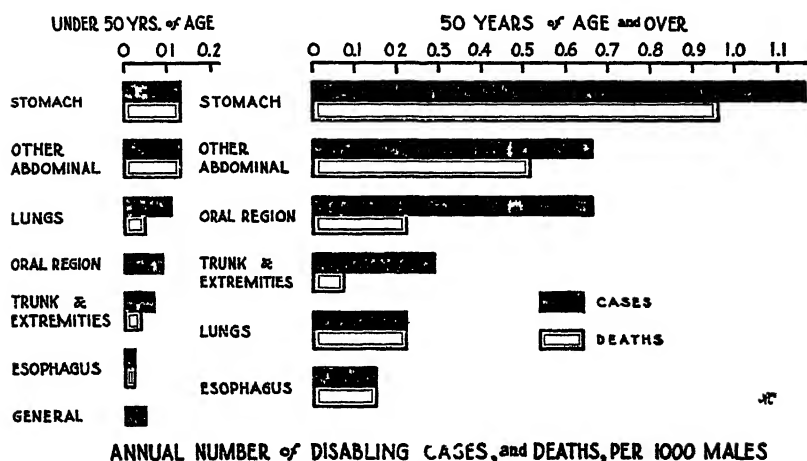 UNDER 50 YRS. of AGE
0 0.1 0.2
STOMACH
OTHER
ABDOMINAL
LUNGS
ORAL REGION
TRUNK &
EXTREMITIES
ESOPHAGUS
GENERAL
50 YEARS of AGE and OVER
0 0.1 0.2 0.3 0.4 0.5 0.6 0.7 0.8 0.9 1.0 1.1
STOMACH
OTHER
ABDOMINAL
ORAL REGION
TRUNK &
EXTREMITIES
LUNGS
ESOPHAGUS
CASES
DEATHS
ANNUAL NUMBER of DISABLING CASES, and DEATHS, PER 1000 MALES